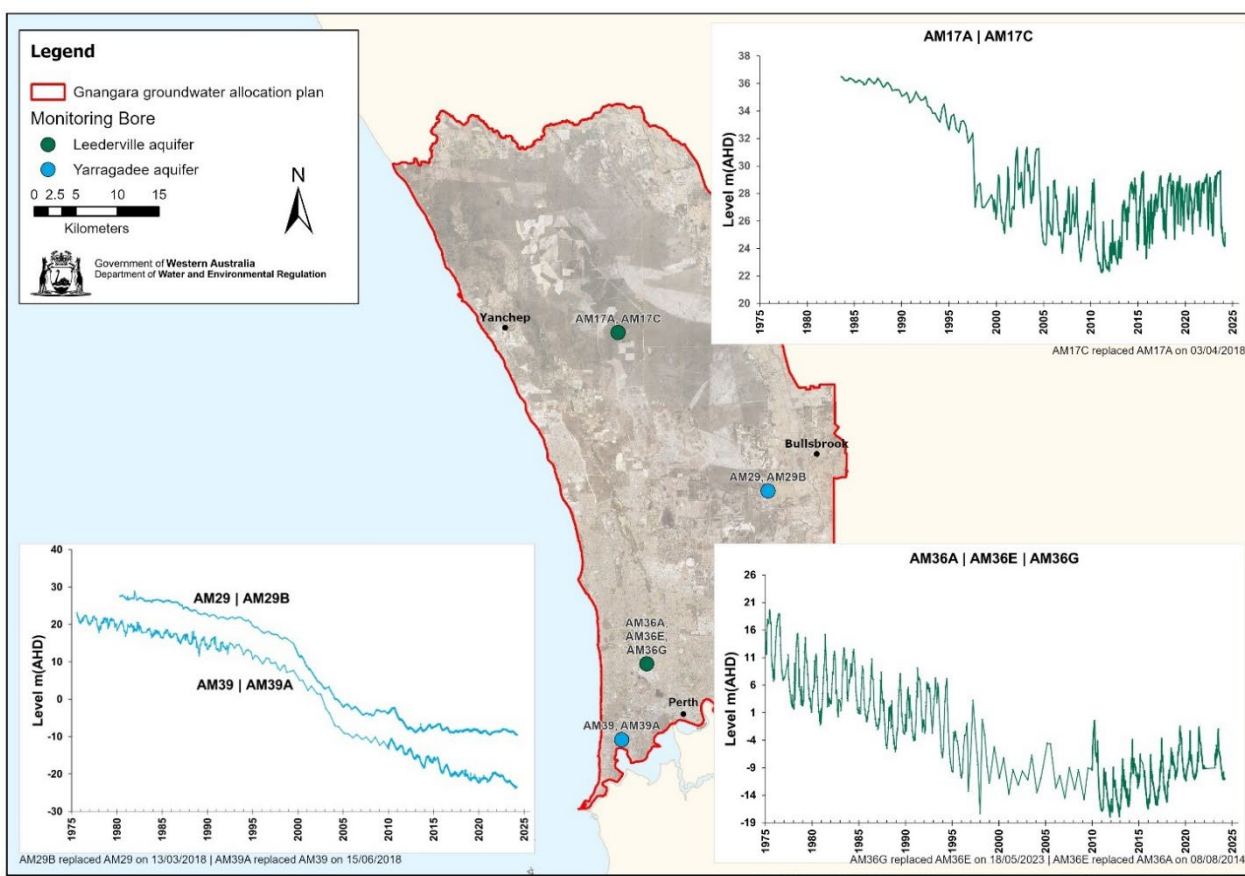 Legend
Gnangara groundwater allocation plan
Monitoring Bore
Leederville aquifer
Yarragadee aquifer
0 2.5 5 10 15
Kilometers
N
Government of Western Australia
Department of Water and Environmental Regulation
AM17A | AM17C
Level m(AHD)
38
36
34
32
30
28
26
24
22
20
1975
1980
1985
1990
1995
2000
2005
2010
2015
2020
2025
AM17C replaced AM17A on 03/04/2018
Yanchep
AM17A, AM17C
Bullsbrook
AM29, AM29B
AM36A,
AM36E,
AM36G
Perth
AM39, AM39A
AM29 | AM29B
AM39 | AM39A
Level m(AHD)
40
30
20
10
0
-10
-20
-30
1975
1980
1985
1990
1995
2000
2005
2010
2015
2020
2025
AM29B replaced AM29 on 13/03/2018 | AM39A replaced AM39 on 15/06/2018
AM36A | AM36E | AM36G
Level m(AHD)
26
21
16
11
6
1
-4
-9
-14
-19
1975
1980
1985
1990
1995
2000
2005
2010
2015
2020
2025
AM36G replaced AM36E on 18/05/2023 | AM36E replaced AM36A on 08/08/2014